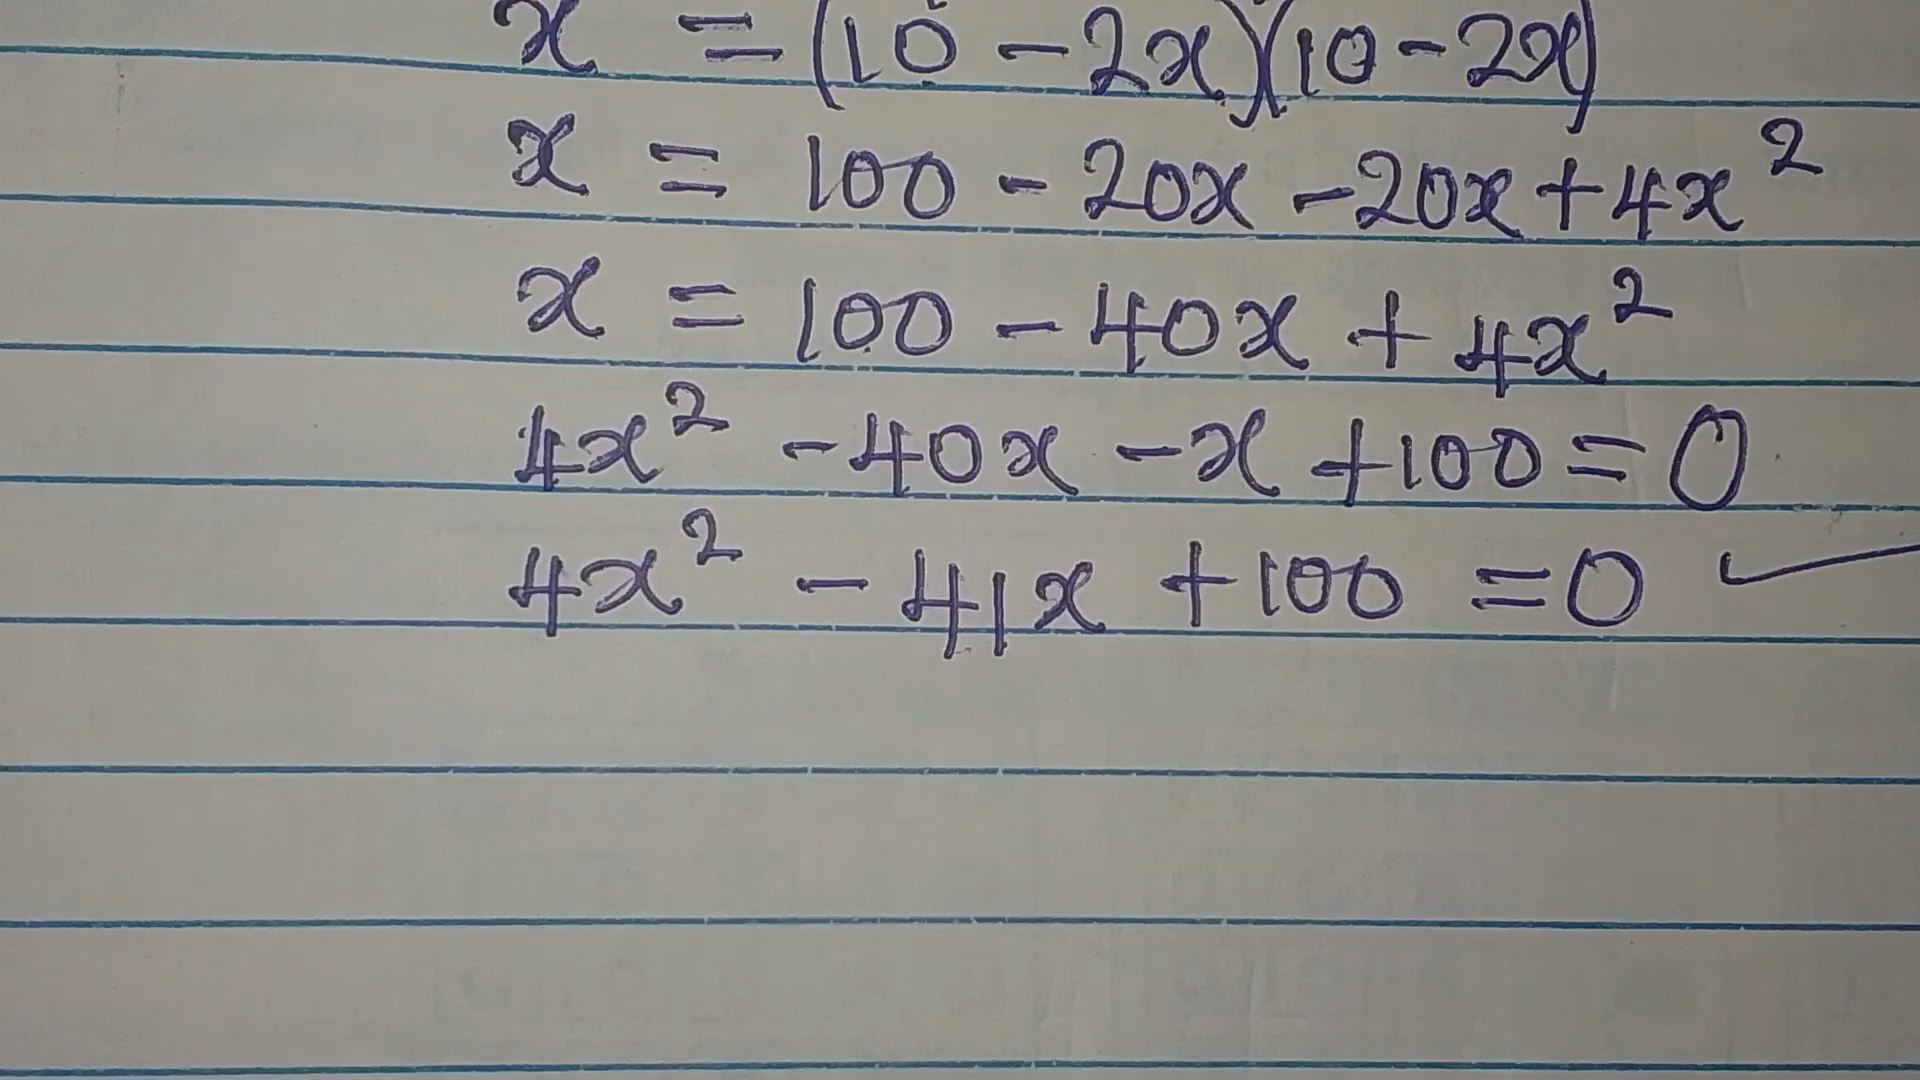 x = (10 - 2x)(10 - 2x)
x = 100 - 20x - 20x + 4x²
x = 100 - 40x + 4x²
4x² - 40x - x + 100 = 0
4x² - 41x + 100 = 0 ✓